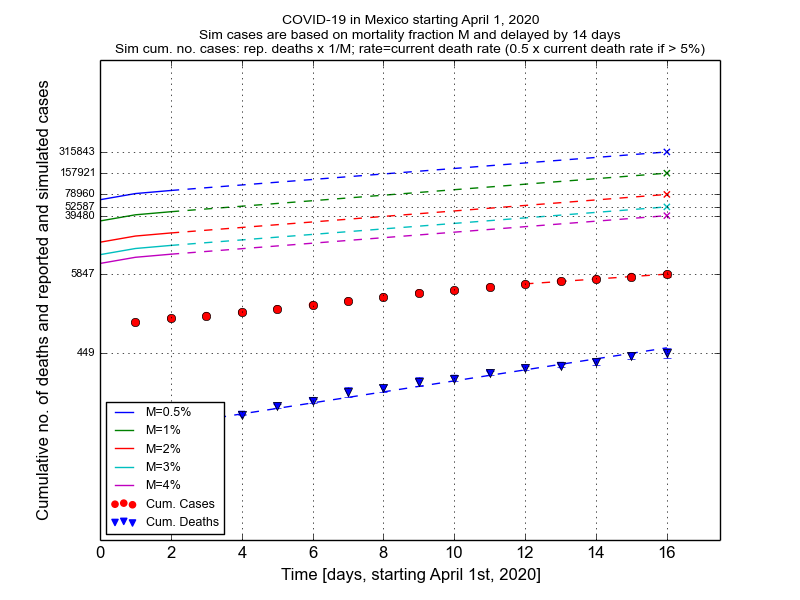 COVID-19 in Mexico starting April 1, 2020
Sim cases are based on mortality fraction M and delayed by 14 days
Sim cum. no. cases: rep. deaths x 1/M; rate=current death rate (0.5 x current death rate if > 5%)
Cumulative no. of deaths and reported and simulated cases
315843
157921
78960
52587
39480
5847
449
M=0.5%
M=1%
M=2%
M=3%
M=4%
Cum. Cases
Cum. Deaths
0 2 4 6 8 10 12 14 16
Time [days, starting April 1st, 2020]